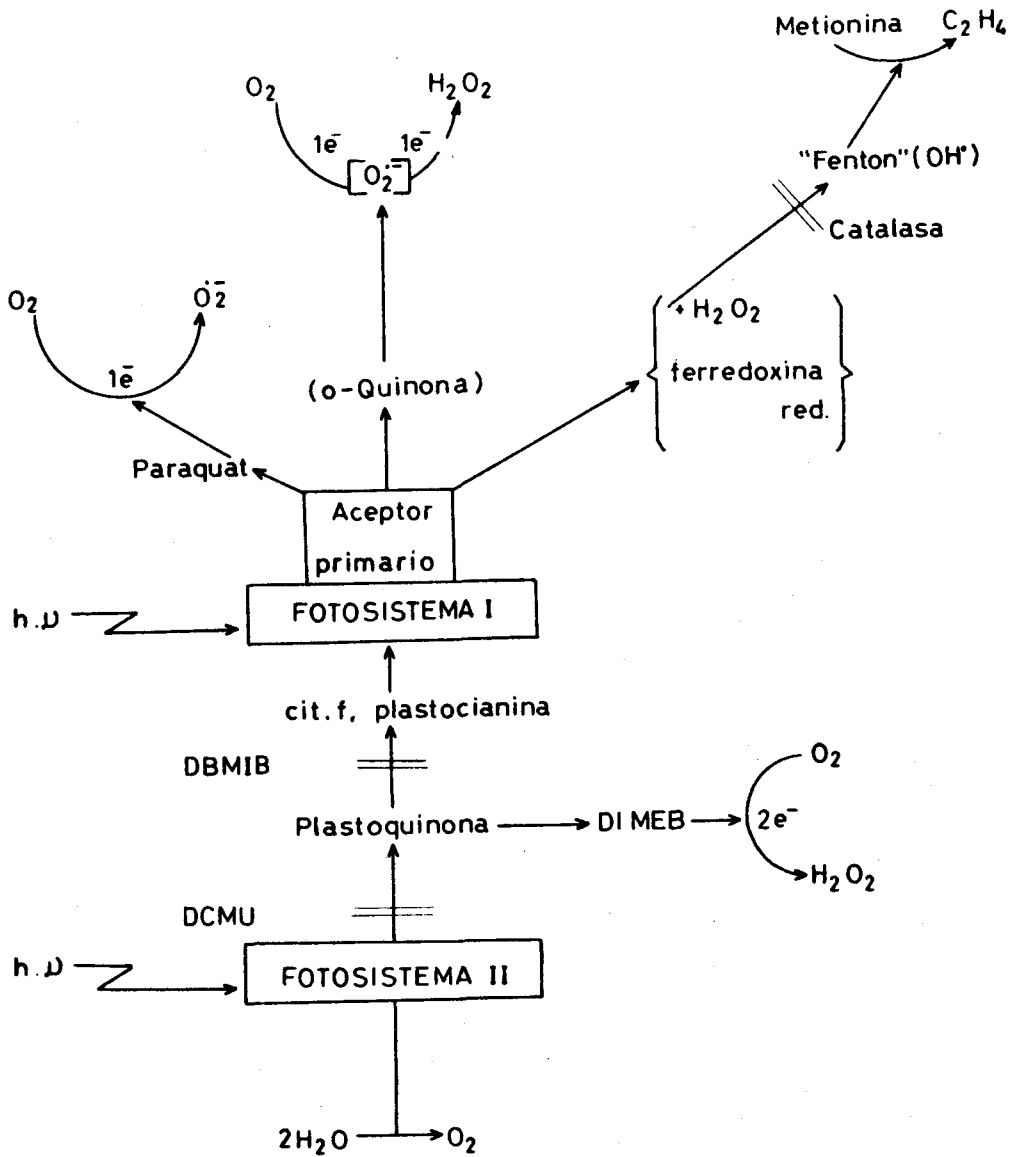 Metionina C₂H₄
O₂ H₂O₂
1e⁻ 1e⁻
[O₂·⁻]
"Fenton" (OH•)
Catalasa
O₂ O₂·⁻
1e⁻
+ H₂O₂
ferredoxina
red.
(o-Quinona)
Paraquat
Aceptor
primario
h.ν
FOTOSISTEMA I
cit.f, plastocianina
DBMIB
O₂
Plastoquinona DIMEB 2e⁻
H₂O₂
DCMU
h.ν
FOTOSISTEMA II
2H₂O O₂